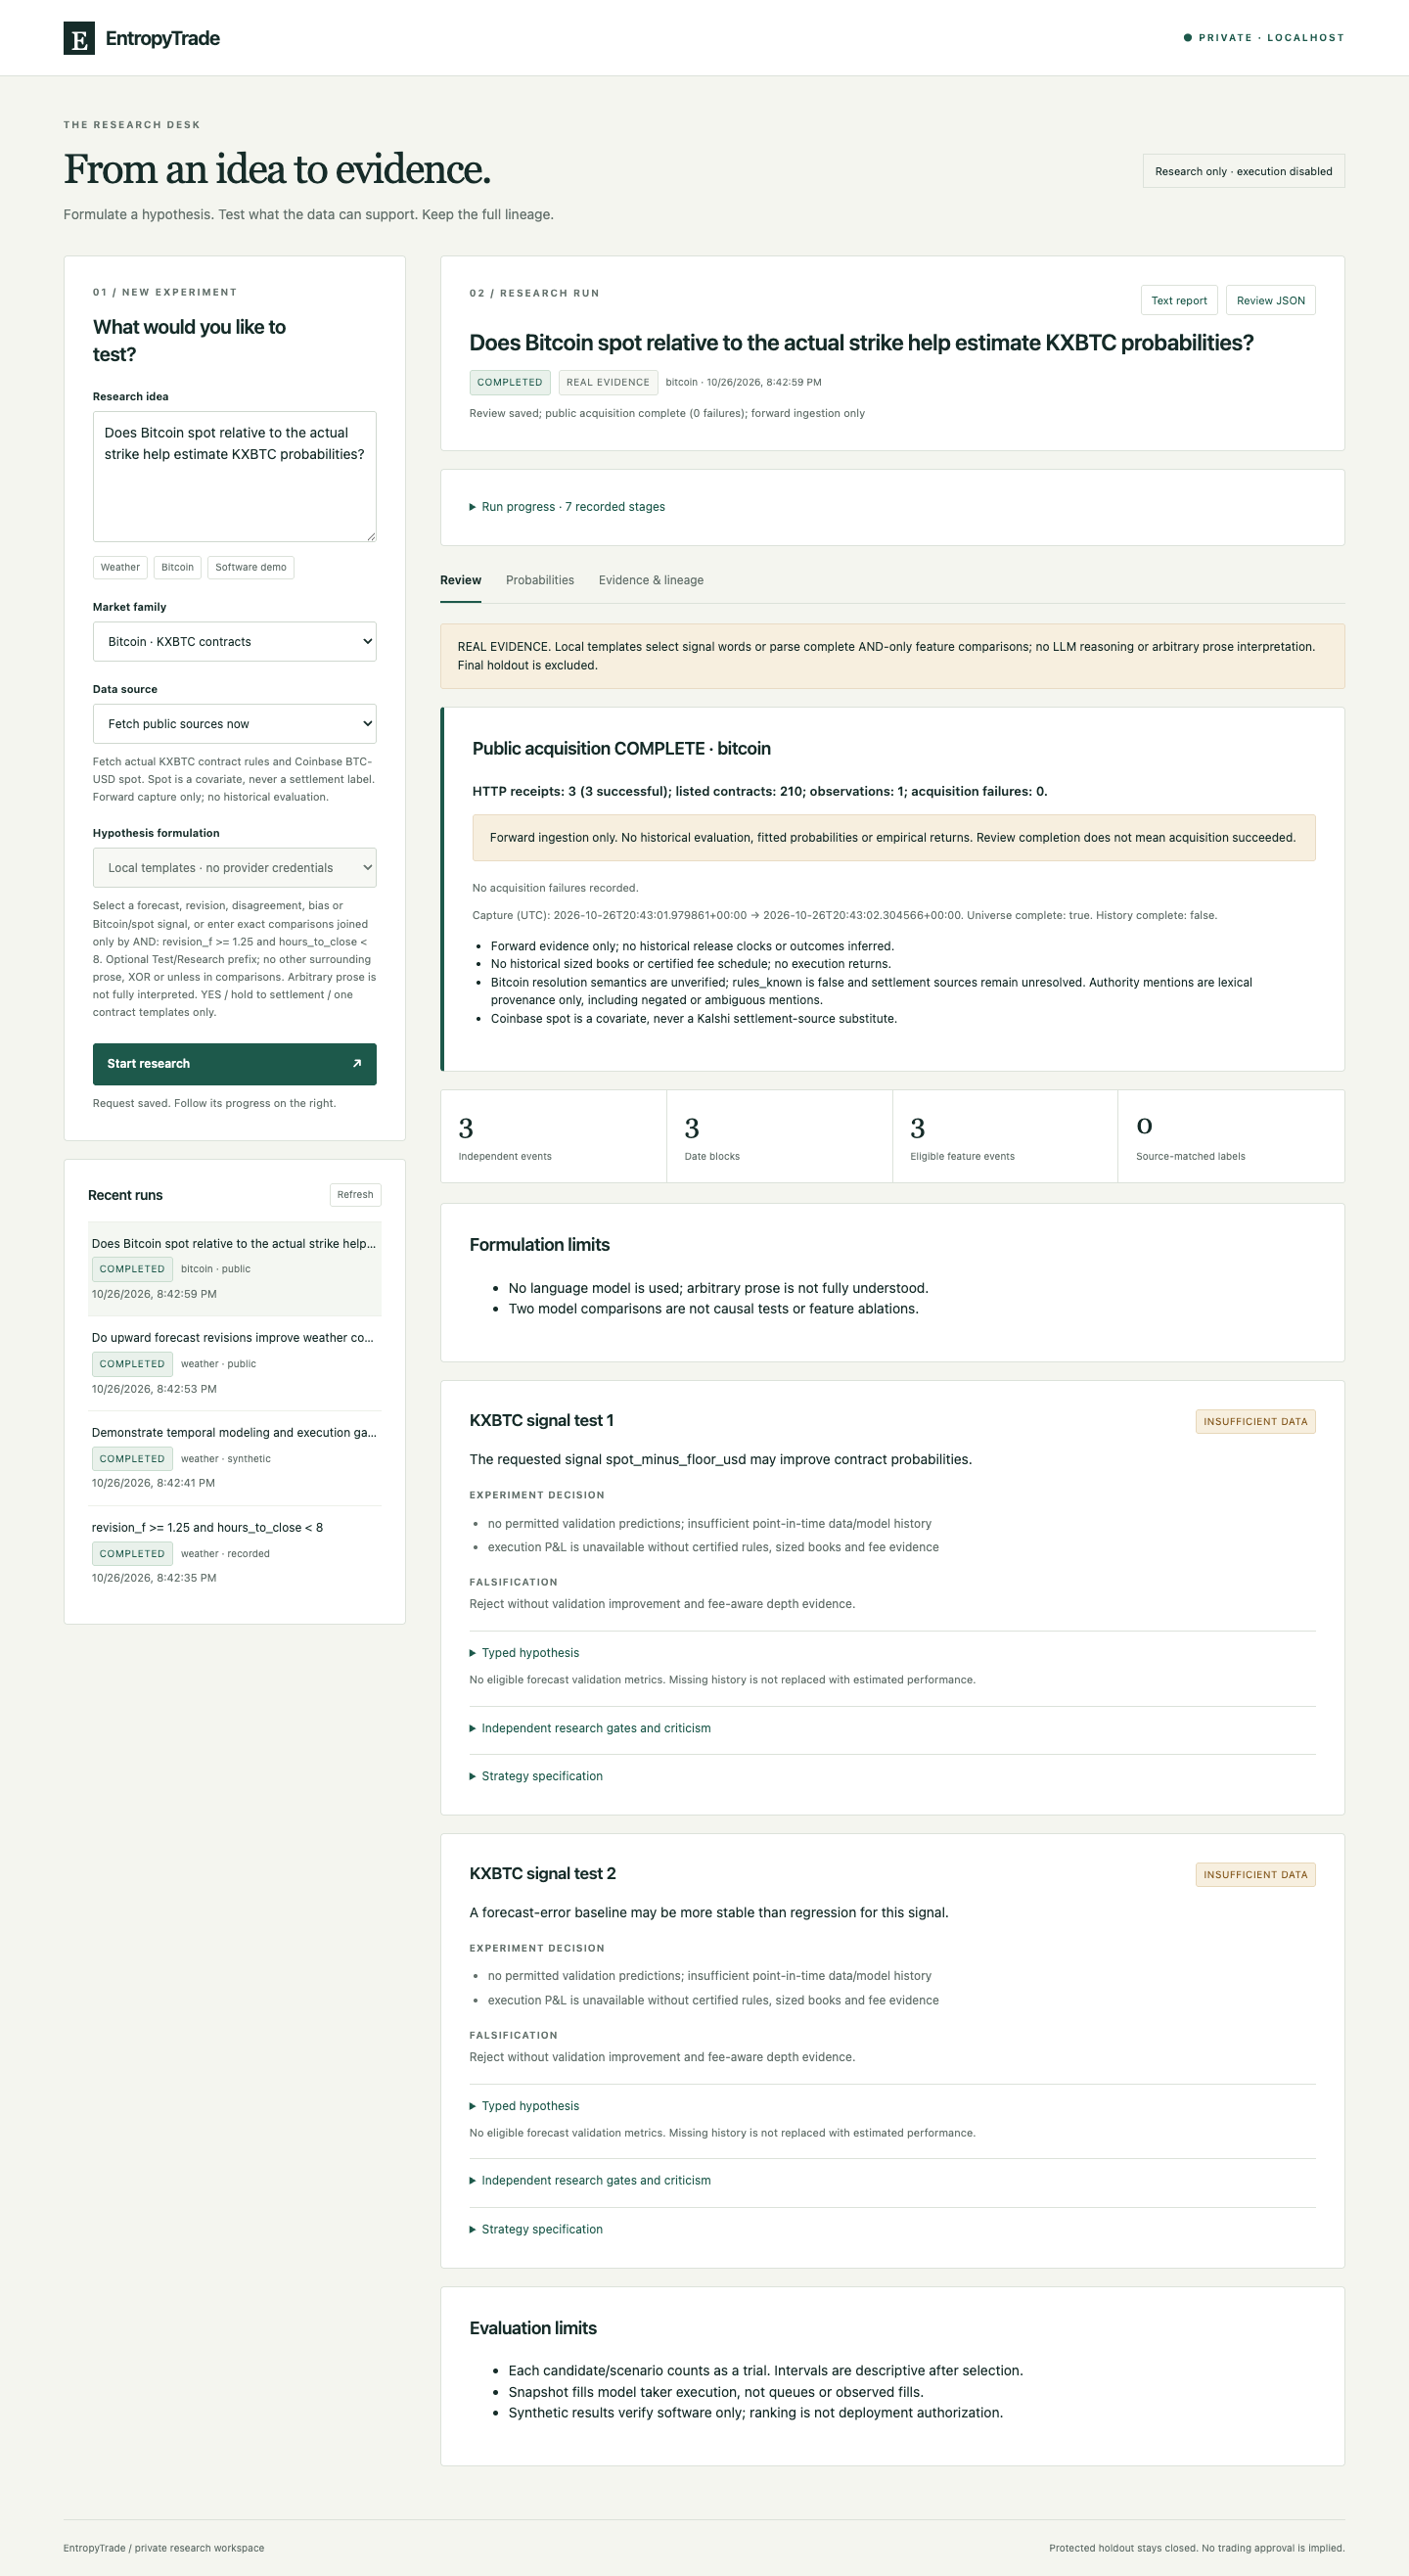 E EntropyTrade
PRIVATE · LOCALHOST
THE RESEARCH DESK
From an idea to evidence.
Research only · execution disabled
Formulate a hypothesis. Test what the data can support. Keep the full lineage.
01 / NEW EXPERIMENT
What would you like to
test?
Research idea
Does Bitcoin spot relative to the actual
strike help estimate KXBTC probabilities?
Weather
Bitcoin
Software demo
Market family
Bitcoin · KXBTC contracts
Data source
Fetch public sources now
Fetch actual KXBTC contract rules and Coinbase BTC-
USD spot. Spot is a covariate, never a settlement label.
Forward capture only; no historical evaluation.
Hypothesis formulation
Local templates · no provider credentials
Select a forecast, revision, disagreement, bias or
Bitcoin/spot signal, or enter exact comparisons joined
only by AND: revision_f >= 1.25 and hours_to_close <
8. Optional Test/Research prefix; no other surrounding
prose, XOR or unless in comparisons. Arbitrary prose is
not fully interpreted. YES / hold to settlement / one
contract templates only.
Start research ↗
Request saved. Follow its progress on the right.
Recent runs
Refresh
Does Bitcoin spot relative to the actual strike help...
COMPLETED bitcoin · public
10/26/2026, 8:42:59 PM
Do upward forecast revisions improve weather co...
COMPLETED weather · public
10/26/2026, 8:42:53 PM
Demonstrate temporal modeling and execution ga...
COMPLETED weather · synthetic
10/26/2026, 8:42:41 PM
revision_f >= 1.25 and hours_to_close < 8
COMPLETED weather · recorded
10/26/2026, 8:42:35 PM
02 / RESEARCH RUN
Text report
Review JSON
Does Bitcoin spot relative to the actual strike help estimate KXBTC probabilities?
COMPLETED REAL EVIDENCE bitcoin · 10/26/2026, 8:42:59 PM
Review saved; public acquisition complete (0 failures); forward ingestion only
Run progress · 7 recorded stages
Review
Probabilities
Evidence & lineage
REAL EVIDENCE. Local templates select signal words or parse complete AND-only feature comparisons; no LLM reasoning or arbitrary prose interpretation.
Final holdout is excluded.
Public acquisition COMPLETE · bitcoin
HTTP receipts: 3 (3 successful); listed contracts: 210; observations: 1; acquisition failures: 0.
Forward ingestion only. No historical evaluation, fitted probabilities or empirical returns. Review completion does not mean acquisition succeeded.
No acquisition failures recorded.
Capture (UTC): 2026-10-26T20:43:01.979861+00:00 → 2026-10-26T20:43:02.304566+00:00. Universe complete: true. History complete: false.
• Forward evidence only; no historical release clocks or outcomes inferred.
• No historical sized books or certified fee schedule; no execution returns.
• Bitcoin resolution semantics are unverified; rules_known is false and settlement sources remain unresolved. Authority mentions are lexical
provenance only, including negated or ambiguous mentions.
• Coinbase spot is a covariate, never a Kalshi settlement-source substitute.
3
Independent events
3
Date blocks
3
Eligible feature events
0
Source-matched labels
Formulation limits
• No language model is used; arbitrary prose is not fully understood.
• Two model comparisons are not causal tests or feature ablations.
KXBTC signal test 1
INSUFFICIENT DATA
The requested signal spot_minus_floor_usd may improve contract probabilities.
EXPERIMENT DECISION
• no permitted validation predictions; insufficient point-in-time data/model history
• execution P&L is unavailable without certified rules, sized books and fee evidence
FALSIFICATION
Reject without validation improvement and fee-aware depth evidence.
Typed hypothesis
No eligible forecast validation metrics. Missing history is not replaced with estimated performance.
Independent research gates and criticism
Strategy specification
KXBTC signal test 2
INSUFFICIENT DATA
A forecast-error baseline may be more stable than regression for this signal.
EXPERIMENT DECISION
• no permitted validation predictions; insufficient point-in-time data/model history
• execution P&L is unavailable without certified rules, sized books and fee evidence
FALSIFICATION
Reject without validation improvement and fee-aware depth evidence.
Typed hypothesis
No eligible forecast validation metrics. Missing history is not replaced with estimated performance.
Independent research gates and criticism
Strategy specification
Evaluation limits
• Each candidate/scenario counts as a trial. Intervals are descriptive after selection.
• Snapshot fills model taker execution, not queues or observed fills.
• Synthetic results verify software only; ranking is not deployment authorization.
EntropyTrade / private research workspace
Protected holdout stays closed. No trading approval is implied.